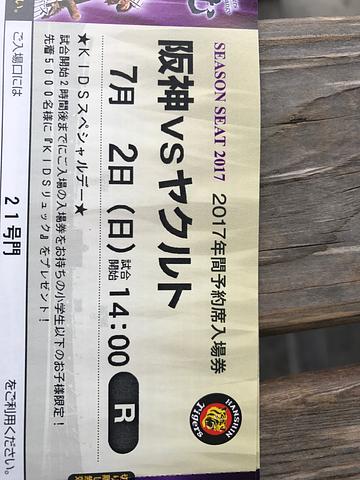 SEASON SEAT 2017 2017年間予約席入場券
阪神vsヤクルト
7月 2日(日) 試合開始 14:00 R
★KIDSスペシャルデー★
試合開始2時間後までにご入場の入場券をお持ちの小学生以下のお子様限定!
先着5000名様に『KIDSリュック』をプレゼント!
ご入場口には 21号門 をご利用ください。
HANSHIN
Tigers